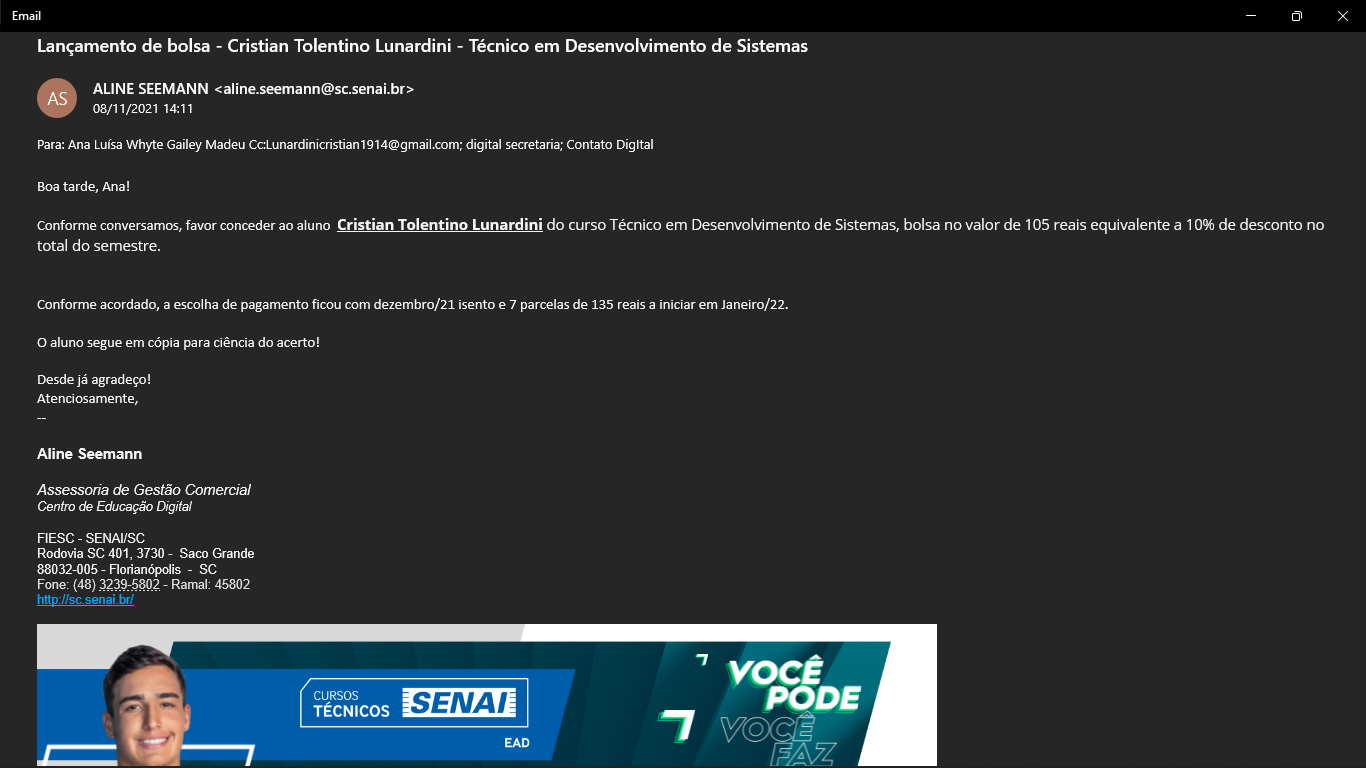 Email
Lançamento de bolsa - Cristian Tolentino Lunardini - Técnico em Desenvolvimento de Sistemas
AS
ALINE SEEMANN <aline.seemann@sc.senai.br>
08/11/2021 14:11
Para: Ana Luísa Whyte Gailey Madeu Cc:Lunardinicristian1914@gmail.com; digital secretaria; Contato DigItal
Boa tarde, Ana!
Conforme conversamos, favor conceder ao aluno Cristian Tolentino Lunardini do curso Técnico em Desenvolvimento de Sistemas, bolsa no valor de 105 reais equivalente a 10% de desconto no
total do semestre.
Conforme acordado, a escolha de pagamento ficou com dezembro/21 isento e 7 parcelas de 135 reais a iniciar em Janeiro/22.
O aluno segue em cópia para ciência do acerto!
Desde já agradeço!
Atenciosamente,
--
Aline Seemann
Assessoria de Gestão Comercial
Centro de Educação Digital
FIESC - SENAI/SC
Rodovia SC 401, 3730 - Saco Grande
88032-005 - Florianópolis - SC
Fone: (48) 3239-5802 - Ramal: 45802
http://sc.senai.br/
CURSOS
TÉCNICOS
SENAI
EAD
VOCÊ
PODE
VOCÊ
FAZ